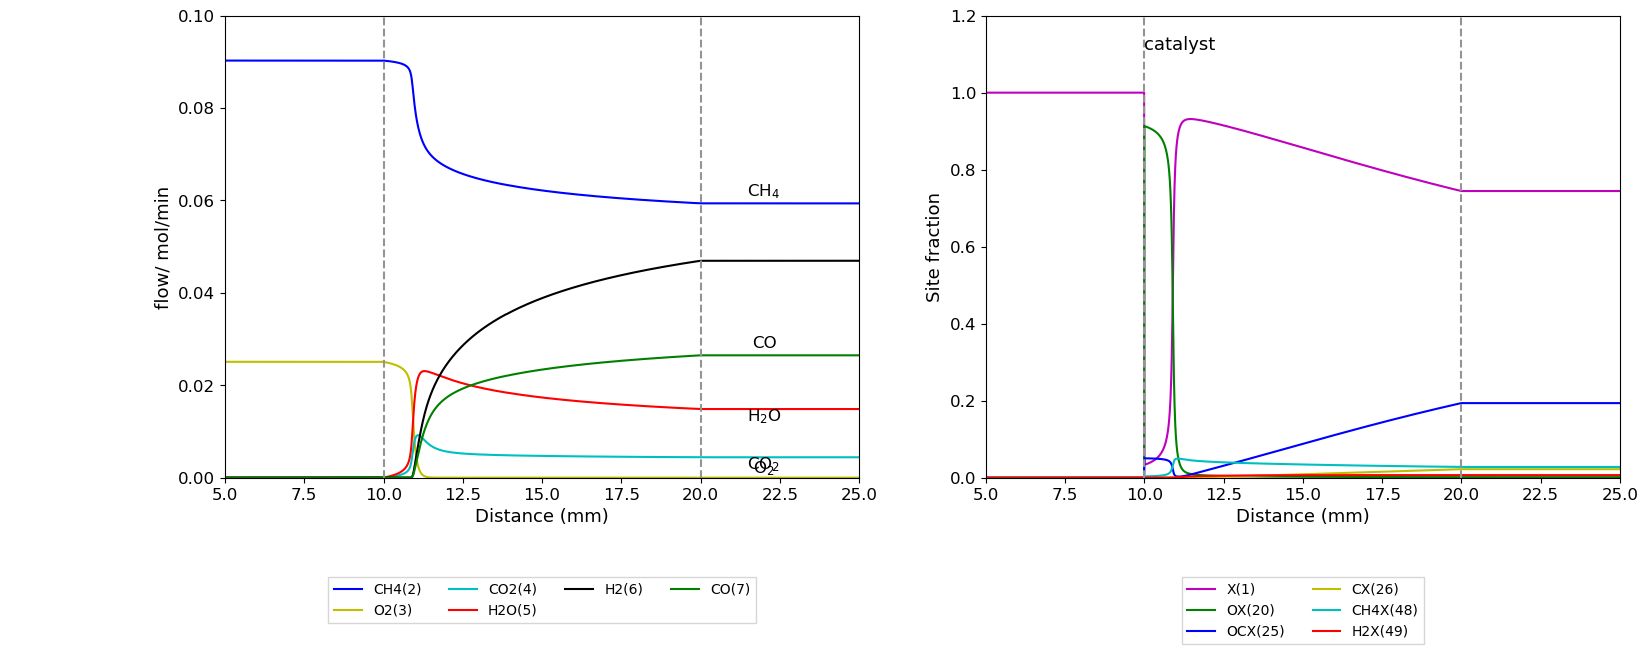 0.10
0.08
0.06
0.04
0.02
0.00
flow/ mol/min
CH4
CO
H2O
CO2
O2
5.0 7.5 10.0 12.5 15.0 17.5 20.0 22.5 25.0
Distance (mm)
CH4(2) CO2(4) H2(6) CO(7)
O2(3) H2O(5)
1.2
1.0
0.8
0.6
0.4
0.2
0.0
Site fraction
catalyst
5.0 7.5 10.0 12.5 15.0 17.5 20.0 22.5 25.0
Distance (mm)
X(1) CX(26)
OX(20) CH4X(48)
OCX(25) H2X(49)